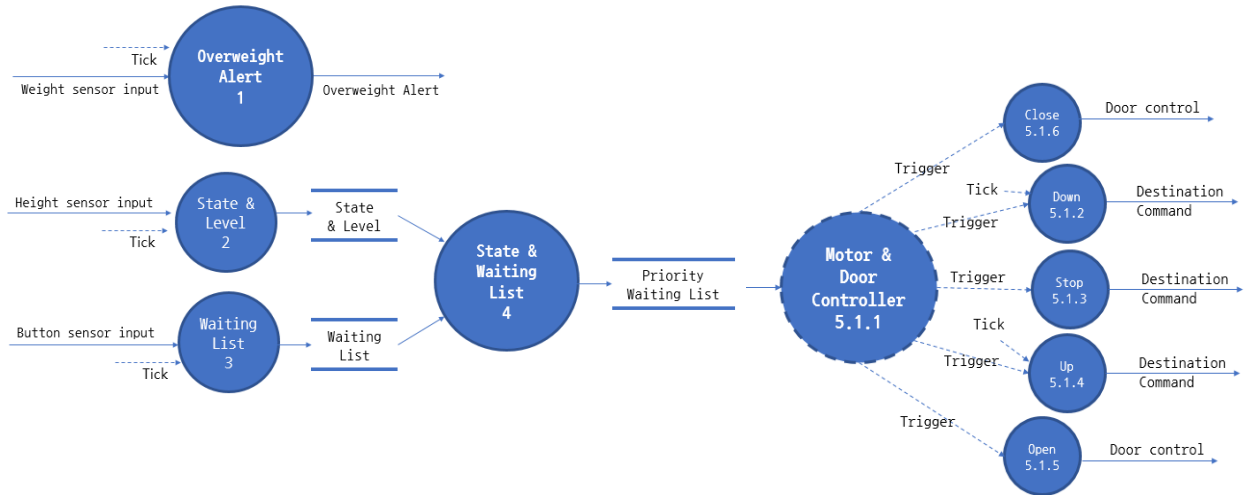 Tick
Weight sensor input
Overweight
Alert
1
Overweight Alert
Height sensor input
Tick
State &
Level
2
State
& Level
Button sensor input
Tick
Waiting
List
3
Waiting
List
State &
Waiting
List
4
Priority
Waiting List
Motor &
Door
Controller
5.1.1
Trigger
Close
5.1.6
Door control
Tick
Trigger
Down
5.1.2
Destination
Command
Trigger
Stop
5.1.3
Destination
Command
Tick
Trigger
Up
5.1.4
Destination
Command
Trigger
Open
5.1.5
Door control